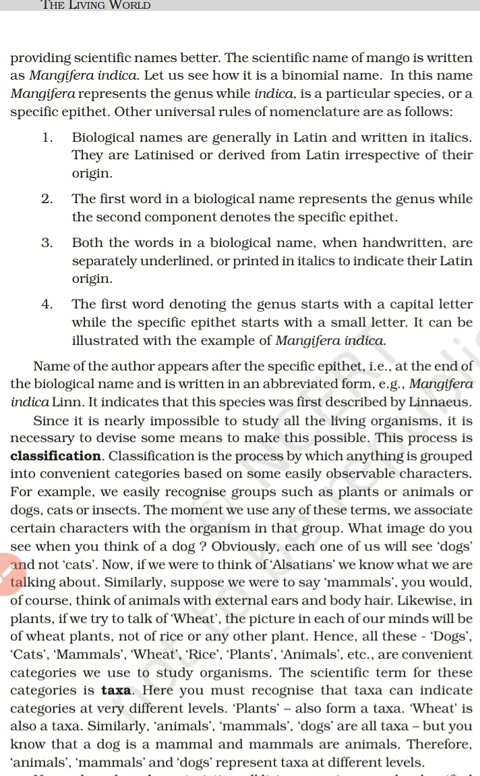 THE LIVING WORLD
providing scientific names better. The scientific name of mango is written
as Mangifera indica. Let us see how it is a binomial name. In this name
Mangifera represents the genus while indica, is a particular species, or a
specific epithet. Other universal rules of nomenclature are as follows:
1. Biological names are generally in Latin and written in italics.
They are Latinised or derived from Latin irrespective of their
origin.
2. The first word in a biological name represents the genus while
the second component denotes the specific epithet.
3. Both the words in a biological name, when handwritten, are
separately underlined, or printed in italics to indicate their Latin
origin.
4. The first word denoting the genus starts with a capital letter
while the specific epithet starts with a small letter. It can be
illustrated with the example of Mangifera indica.
Name of the author appears after the specific epithet, i.e., at the end of
the biological name and is written in an abbreviated form, e.g., Mangifera
indica Linn. It indicates that this species was first described by Linnaeus.
Since it is nearly impossible to study all the living organisms, it is
necessary to devise some means to make this possible. This process is
classification. Classification is the process by which anything is grouped
into convenient categories based on some easily observable characters.
For example, we easily recognise groups such as plants or animals or
dogs, cats or insects. The moment we use any of these terms, we associate
certain characters with the organism in that group. What image do you
see when you think of a dog ? Obviously, each one of us will see 'dogs'
and not 'cats'. Now, if we were to think of 'Alsatians' we know what we are
talking about. Similarly, suppose we were to say 'mammals', you would,
of course, think of animals with external ears and body hair. Likewise, in
plants, if we try to talk of 'Wheat', the picture in each of our minds will be
of wheat plants, not of rice or any other plant. Hence, all these - 'Dogs',
'Cats', 'Mammals', 'Wheat', 'Rice', 'Plants', 'Animals', etc., are convenient
categories we use to study organisms. The scientific term for these
categories is taxa. Here you must recognise that taxa can indicate
categories at very different levels. 'Plants' – also form a taxa. 'Wheat' is
also a taxa. Similarly, 'animals', 'mammals', 'dogs' are all taxa – but you
know that a dog is a mammal and mammals are animals. Therefore,
'animals', 'mammals' and 'dogs' represent taxa at different levels.
© NCERT
not to be republis